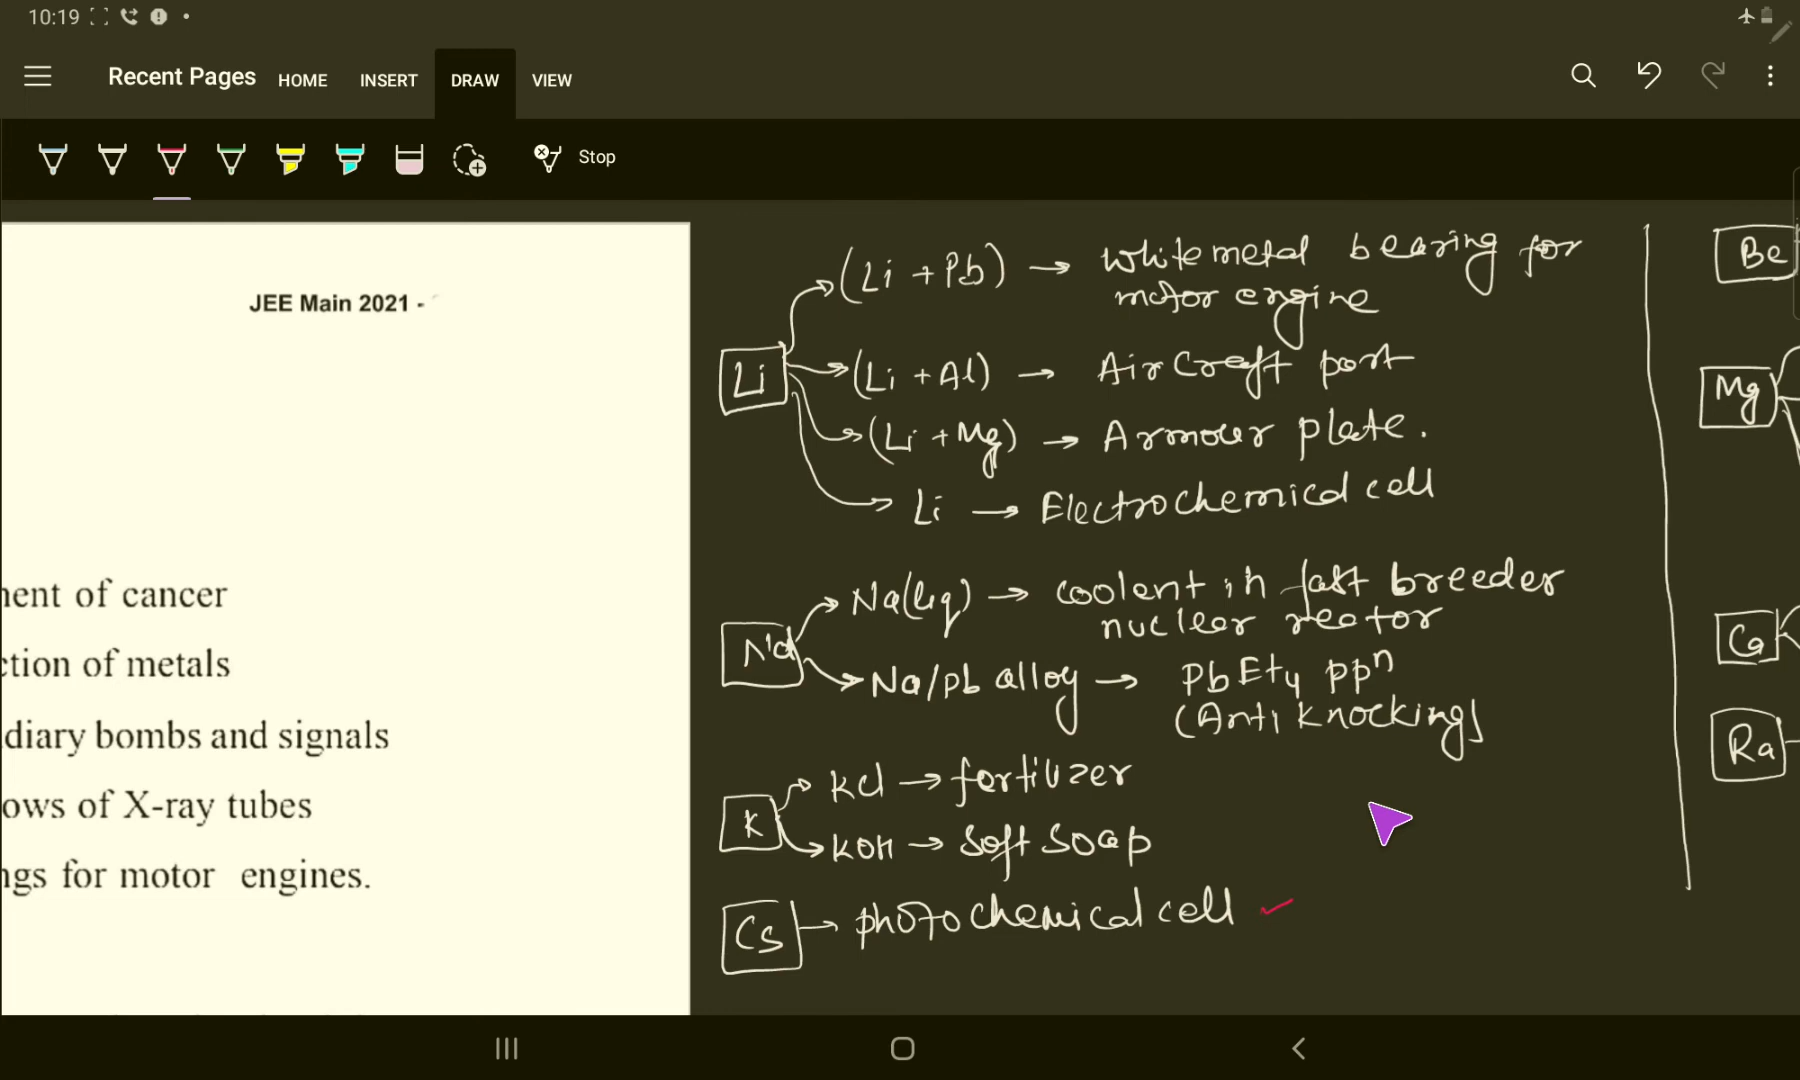 10:19
Recent Pages HOME INSERT DRAW VIEW
Stop
JEE Main 2021 -
nent of cancer
ction of metals
diary bombs and signals
ows of X-ray tubes
ngs for motor engines.
Li
(Li + Pb) → white metal bearing for
motor engine
(Li + Al) → Air Craft part
(Li + Mg) → Armour plate.
Li → Electrochemical cell
Na
Na(liq) → coolent in fast breeder
nuclear reactor
Na/pb alloy → PbEt4 ppn
(Anti knocking)
K
KCl → fertilizer
KOH → Soft Soap
Cs → photochemical cell
Be
Mg
Ca
Ra